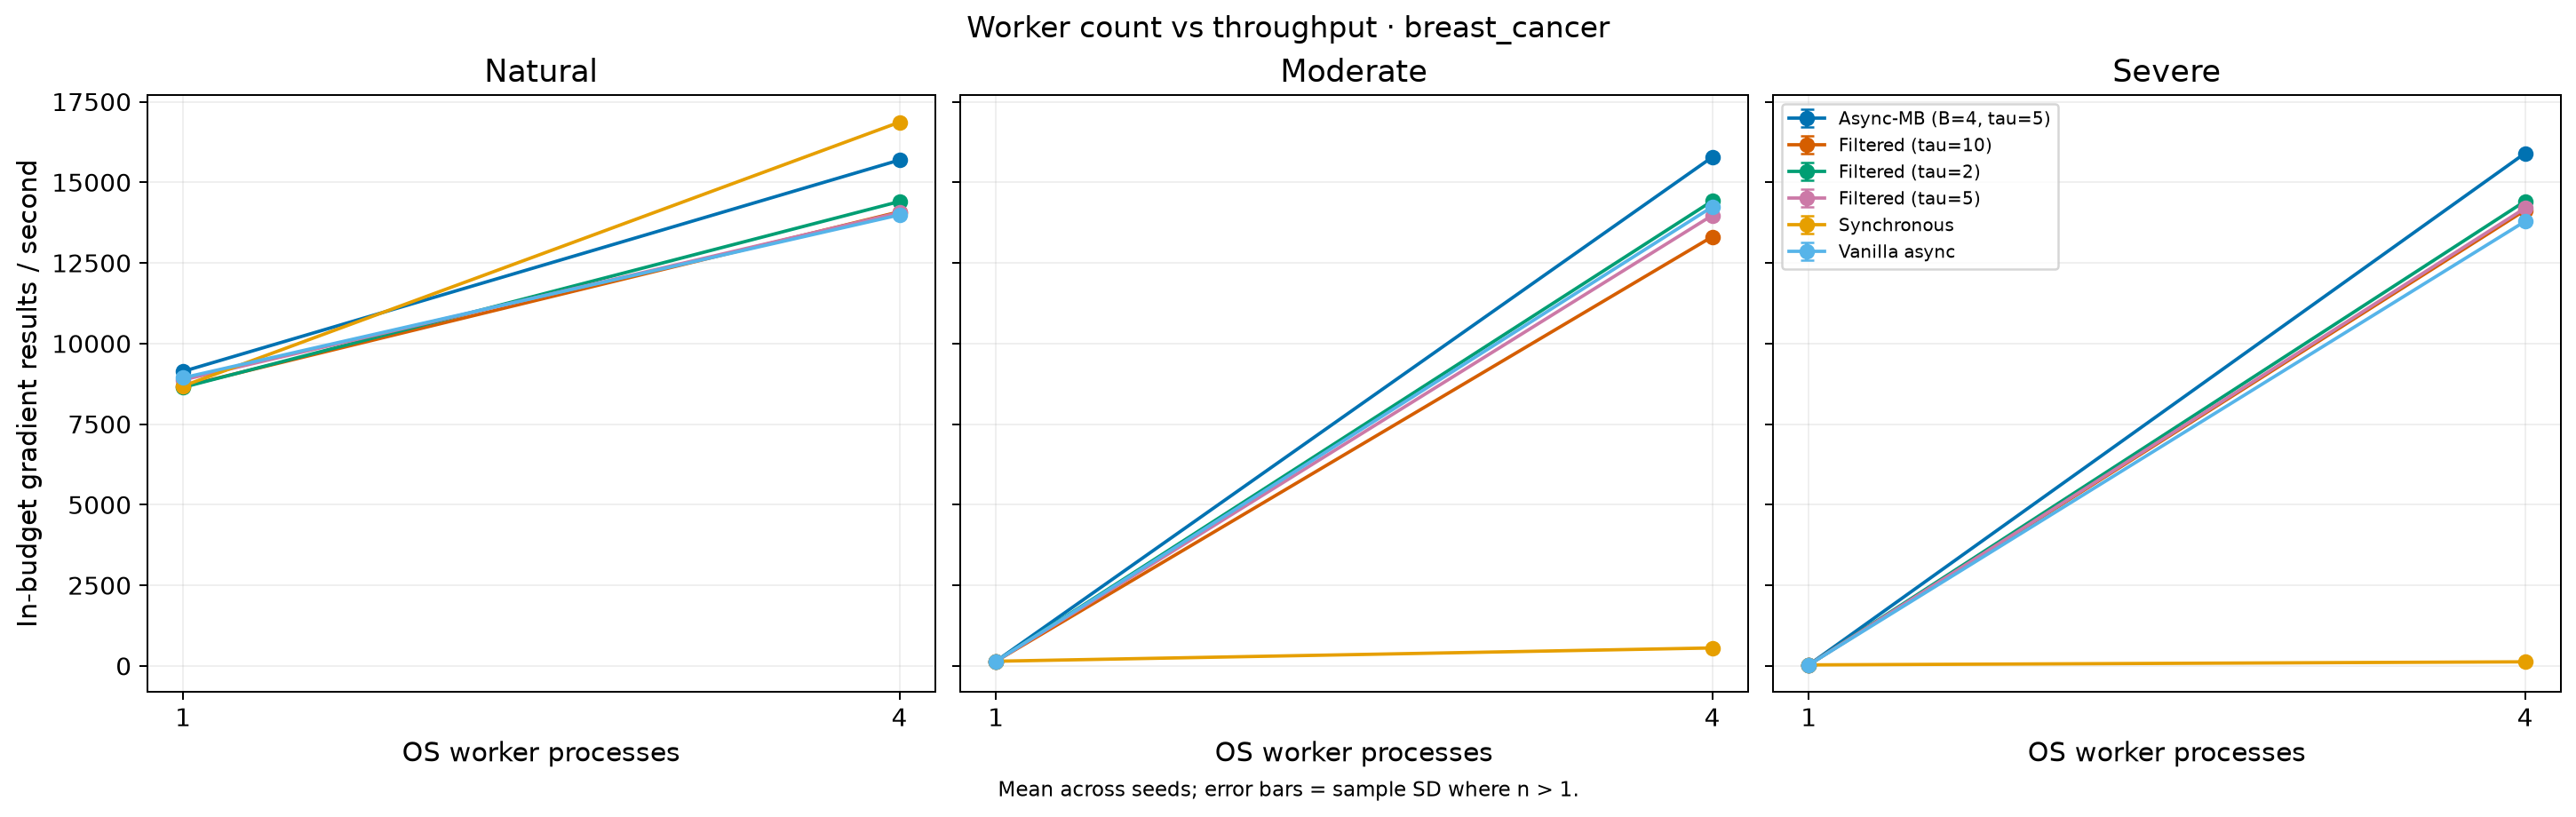 Worker count vs throughput · breast_cancer
Natural
Moderate
Severe
In-budget gradient results / second
17500
15000
12500
10000
7500
5000
2500
0
Async-MB (B=4, tau=5)
Filtered (tau=10)
Filtered (tau=2)
Filtered (tau=5)
Synchronous
Vanilla async
1 4
1 4
1 4
OS worker processes
OS worker processes
OS worker processes
Mean across seeds; error bars = sample SD where n > 1.